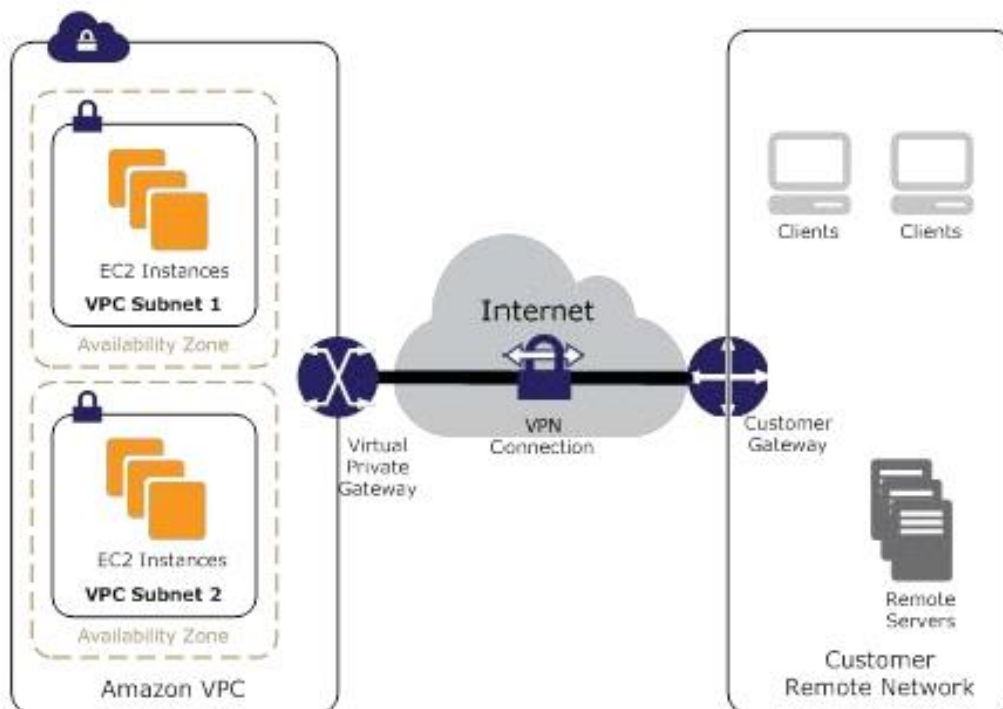 EC2 Instances
VPC Subnet 1
Availability Zone
EC2 Instances
VPC Subnet 2
Availability Zone
Amazon VPC
Virtual
Private
Gateway
Internet
VPN
Connection
Customer
Gateway
Clients
Clients
Remote
Servers
Customer
Remote Network